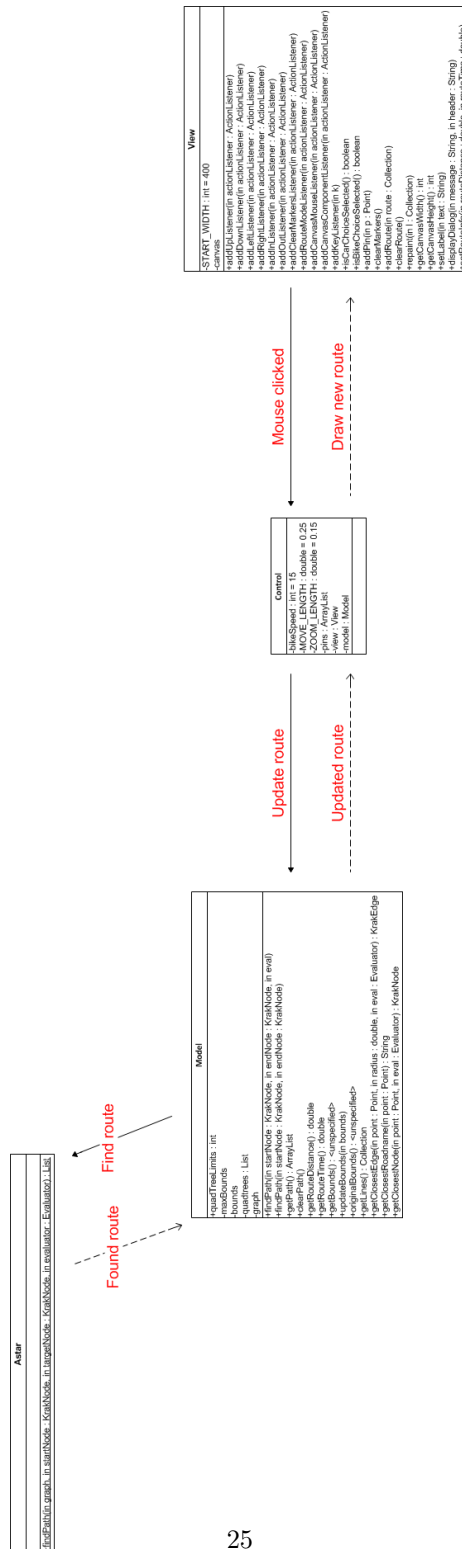 Astar
findPath(in graph, in startNode : KrakNode, in targetNode : KrakNode, in evaluator : Evaluator) : List
Find route
Found route
Model
+quadTreeLimits : int
-maxBounds
-bounds
-quadtrees : List
-graph
+findPath(in startNode : KrakNode, in endNode : KrakNode, in eval)
+findPath(in startNode : KrakNode, in endNode : KrakNode)
+getPath() : ArrayList
+clearPath()
+getRouteDistance() : double
+getRouteTime() : double
+getBounds() : <unspecified>
+updateBounds(in bounds)
+originalBounds() : <unspecified>
+getLines() : Collection
+getClosestEdge(in point : Point, in radius : double, in eval : Evaluator) : KrakEdge
+getClosestRoadname(in point : Point) : String
+getClosestNode(in point : Point, in eval : Evaluator) : KrakNode
Update route
Updated route
Control
-bikeSpeed : int = 15
-MOVE_LENGTH : double = 0.25
-ZOOM_LENGTH : double = 0.15
-pins : ArrayList
-view : View
-model : Model
Mouse clicked
Draw new route
View
-START_WIDTH : int = 400
-canvas
+addUpListener(in actionListener : ActionListener)
+addDownListener(in actionListener : ActionListener)
+addLeftListener(in actionListener : ActionListener)
+addRightListener(in actionListener : ActionListener)
+addInListener(in actionListener : ActionListener)
+addOutListener(in actionListener : ActionListener)
+addClearMarkersListener(in actionListener : ActionListener)
+addRouteModeListener(in actionListener : ActionListener)
+addCanvasMouseListener(in actionListener : ActionListener)
+addCanvasComponentListener(in actionListener : ActionListener)
+addKeyListener(in k)
+isCarChoiceSelected() : boolean
+isBikeChoiceSelected() : boolean
+addPin(in p : Point)
+clearMarkers()
+addRoute(in route : Collection)
+clearRoute()
+repaint(in l : Collection)
+getCanvasWidth() : int
+getCanvasHeight() : int
+setLabel(in text : String)
+displayDialog(in message : String, in header : String)
25